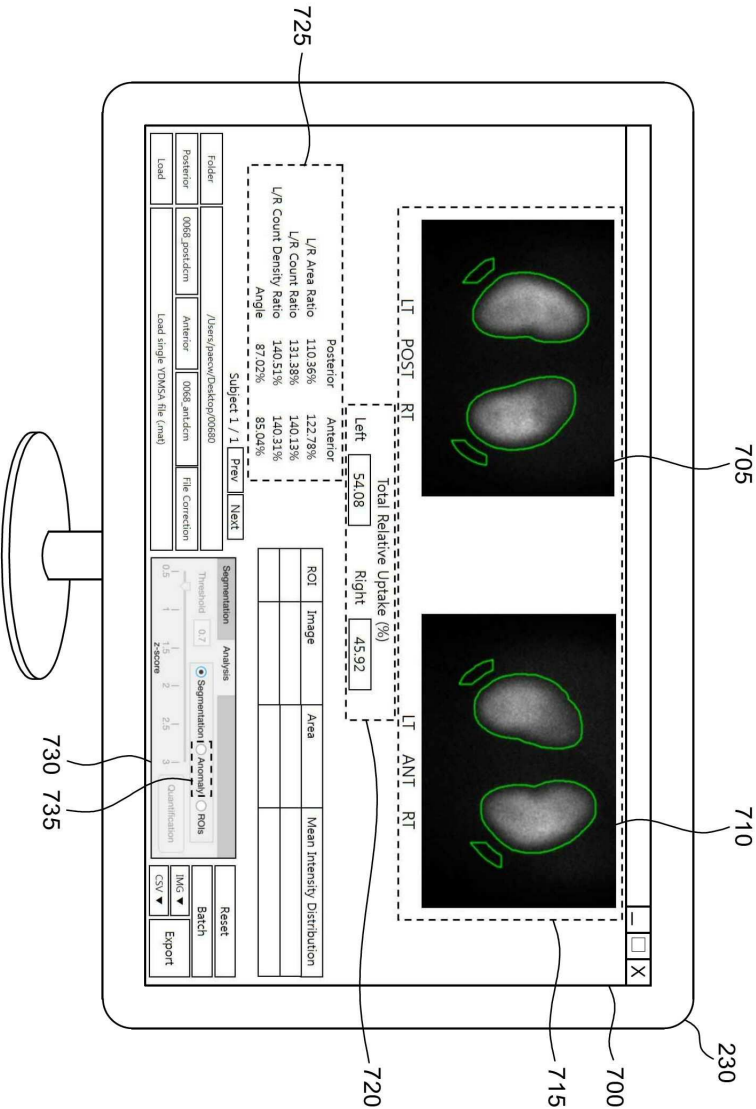 705
710
230
700
715
720
725
730
735
_ □ X
LT POST RT
LT ANT RT
Total Relative Uptake (%)
Left 54.08 Right 45.92
Posterior Anterior
L/R Area Ratio 110.36% 122.78%
L/R Count Ratio 131.38% 140.13%
L/R Count Density Ratio 140.51% 140.31%
Angle 87.02% 85.04%
ROI Image Area Mean Intensity Distribution
Subject 1 / 1 Prev Next
Folder /Users/paecw/Desktop/00680
Posterior 0068_post.dcm Anterior 0068_ant.dcm File Correction
Load Load single YDMSA file (.mat)
Segmentation Analysis
Threshold 0.7 Segmentation Anomaly ROIs
0.5 1 1.5 2 2.5 3
z-score
Quantification
Reset
Batch
IMG ▼
CSV ▼
Export